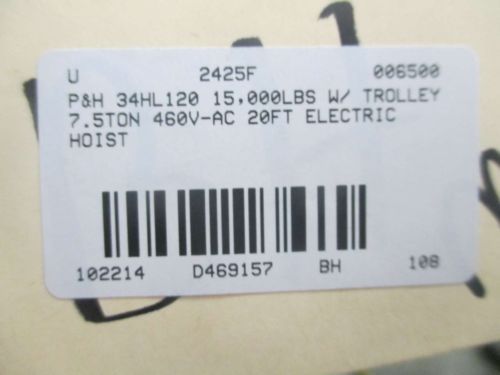 U 2425F 006500
P&H 34HL120 15,000LBS W/ TROLLEY
7.5TON 460V-AC 20FT ELECTRIC
HOIST
102214 D469157 BH 108